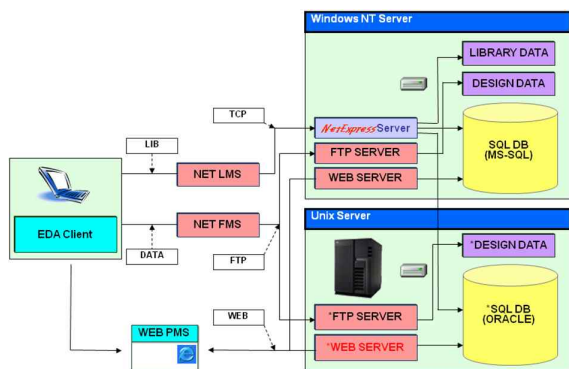 Windows NT Server
LIBRARY DATA
DESIGN DATA
TCP
NetExpress Server
SQL DB
(MS-SQL)
LIB
FTP SERVER
NET LMS
WEB SERVER
EDA Client
NET FMS
Unix Server
DATA
FTP
*DESIGN DATA
WEB
*FTP SERVER
*SQL DB
(ORACLE)
WEB PMS
*WEB SERVER